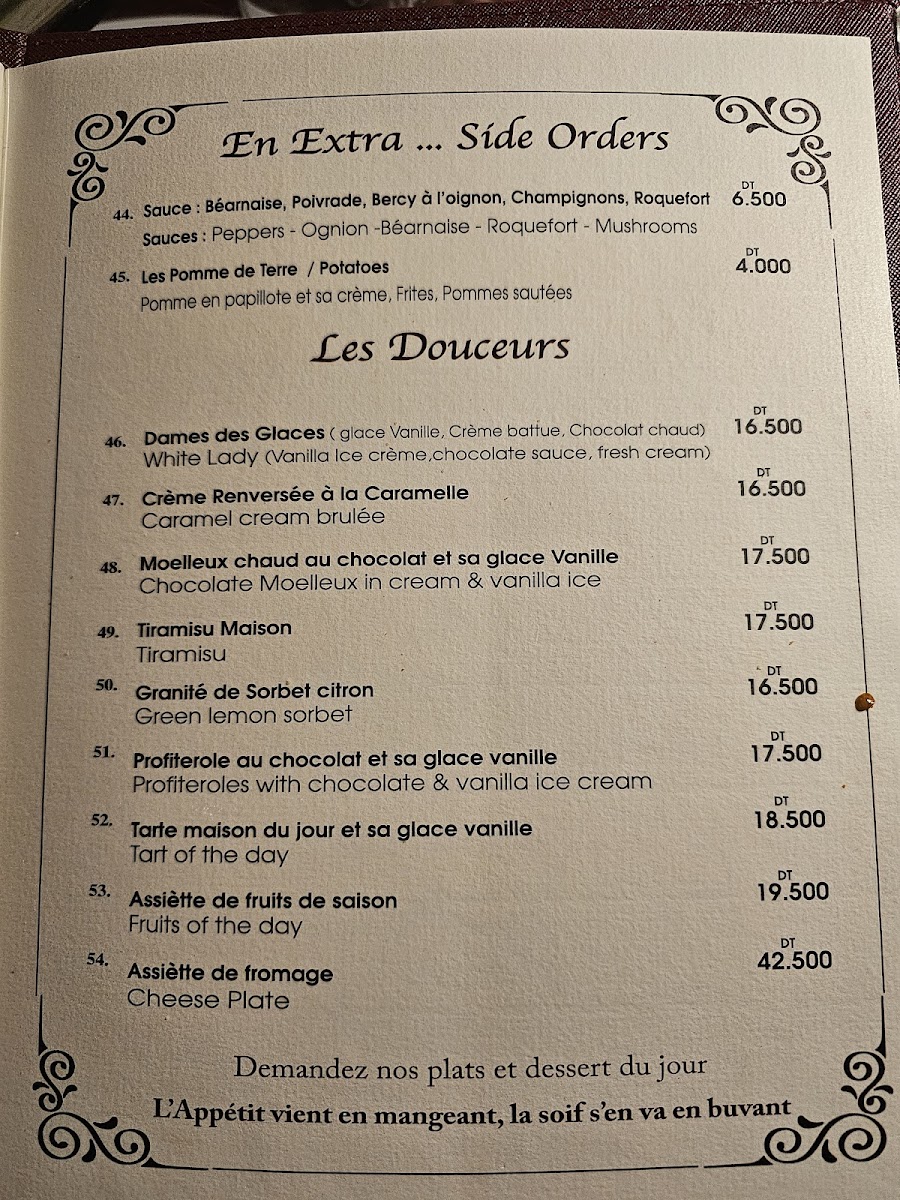 En Extra ... Side Orders
DT
44. Sauce : Béarnaise, Poivrade, Bercy à l'oignon, Champignons, Roquefort 6.500
Sauces : Peppers - Ognion -Béarnaise - Roquefort - Mushrooms
DT
45. Les Pomme de Terre / Potatoes 4.000
Pomme en papillote et sa crème, Frites, Pommes sautées
Les Douceurs
DT
46. Dames des Glaces ( glace Vanille, Crème battue, Chocolat chaud) 16.500
White Lady (Vanilla Ice crème,chocolate sauce, fresh cream)
DT
47. Crème Renversée à la Caramelle 16.500
Caramel cream brulée
DT
48. Moelleux chaud au chocolat et sa glace Vanille 17.500
Chocolate Moelleux in cream & vanilla ice
DT
49. Tiramisu Maison 17.500
Tiramisu
DT
50. Granité de Sorbet citron 16.500
Green lemon sorbet
DT
51. Profiterole au chocolat et sa glace vanille 17.500
Profiteroles with chocolate & vanilla ice cream
DT
52. Tarte maison du jour et sa glace vanille 18.500
Tart of the day
DT
53. Assiètte de fruits de saison 19.500
Fruits of the day
DT
54. Assiètte de fromage 42.500
Cheese Plate
Demandez nos plats et dessert du jour
L'Appétit vient en mangeant, la soif s'en va en buvant